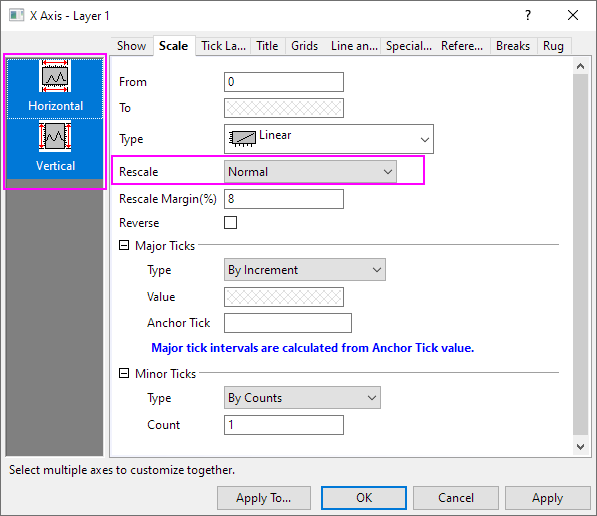 X Axis - Layer 1
Show Scale Tick La... Title Grids Line an... Special... Refere... Breaks Rug
Horizontal
Vertical
From 0
To
Type Linear
Rescale Normal
Rescale Margin(%) 8
Reverse
Major Ticks
Type By Increment
Value
Anchor Tick
Major tick intervals are calculated from Anchor Tick value.
Minor Ticks
Type By Counts
Count 1
Select multiple axes to customize together.
Apply To... OK Cancel Apply